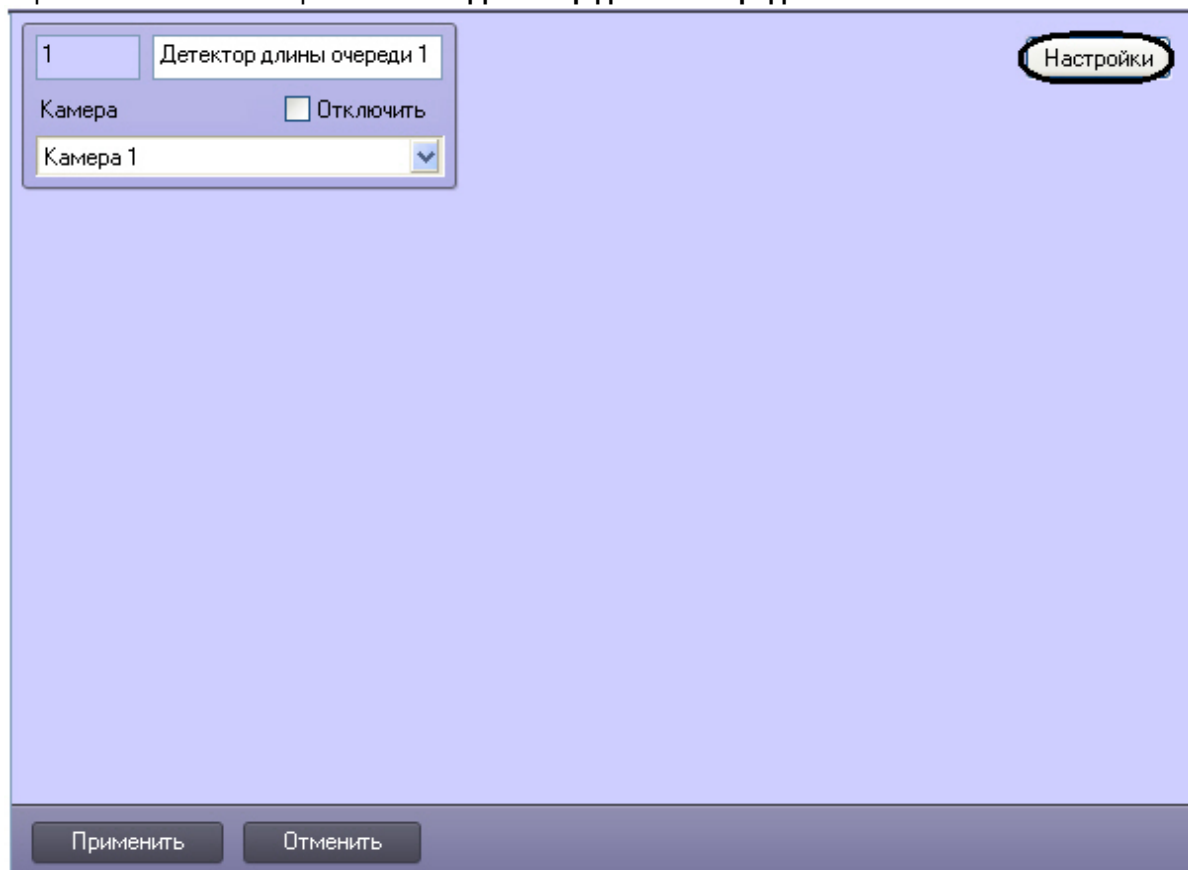 1
Детектор длины очереди 1
Настройки
Камера
Отключить
Камера 1
Применить
Отменить